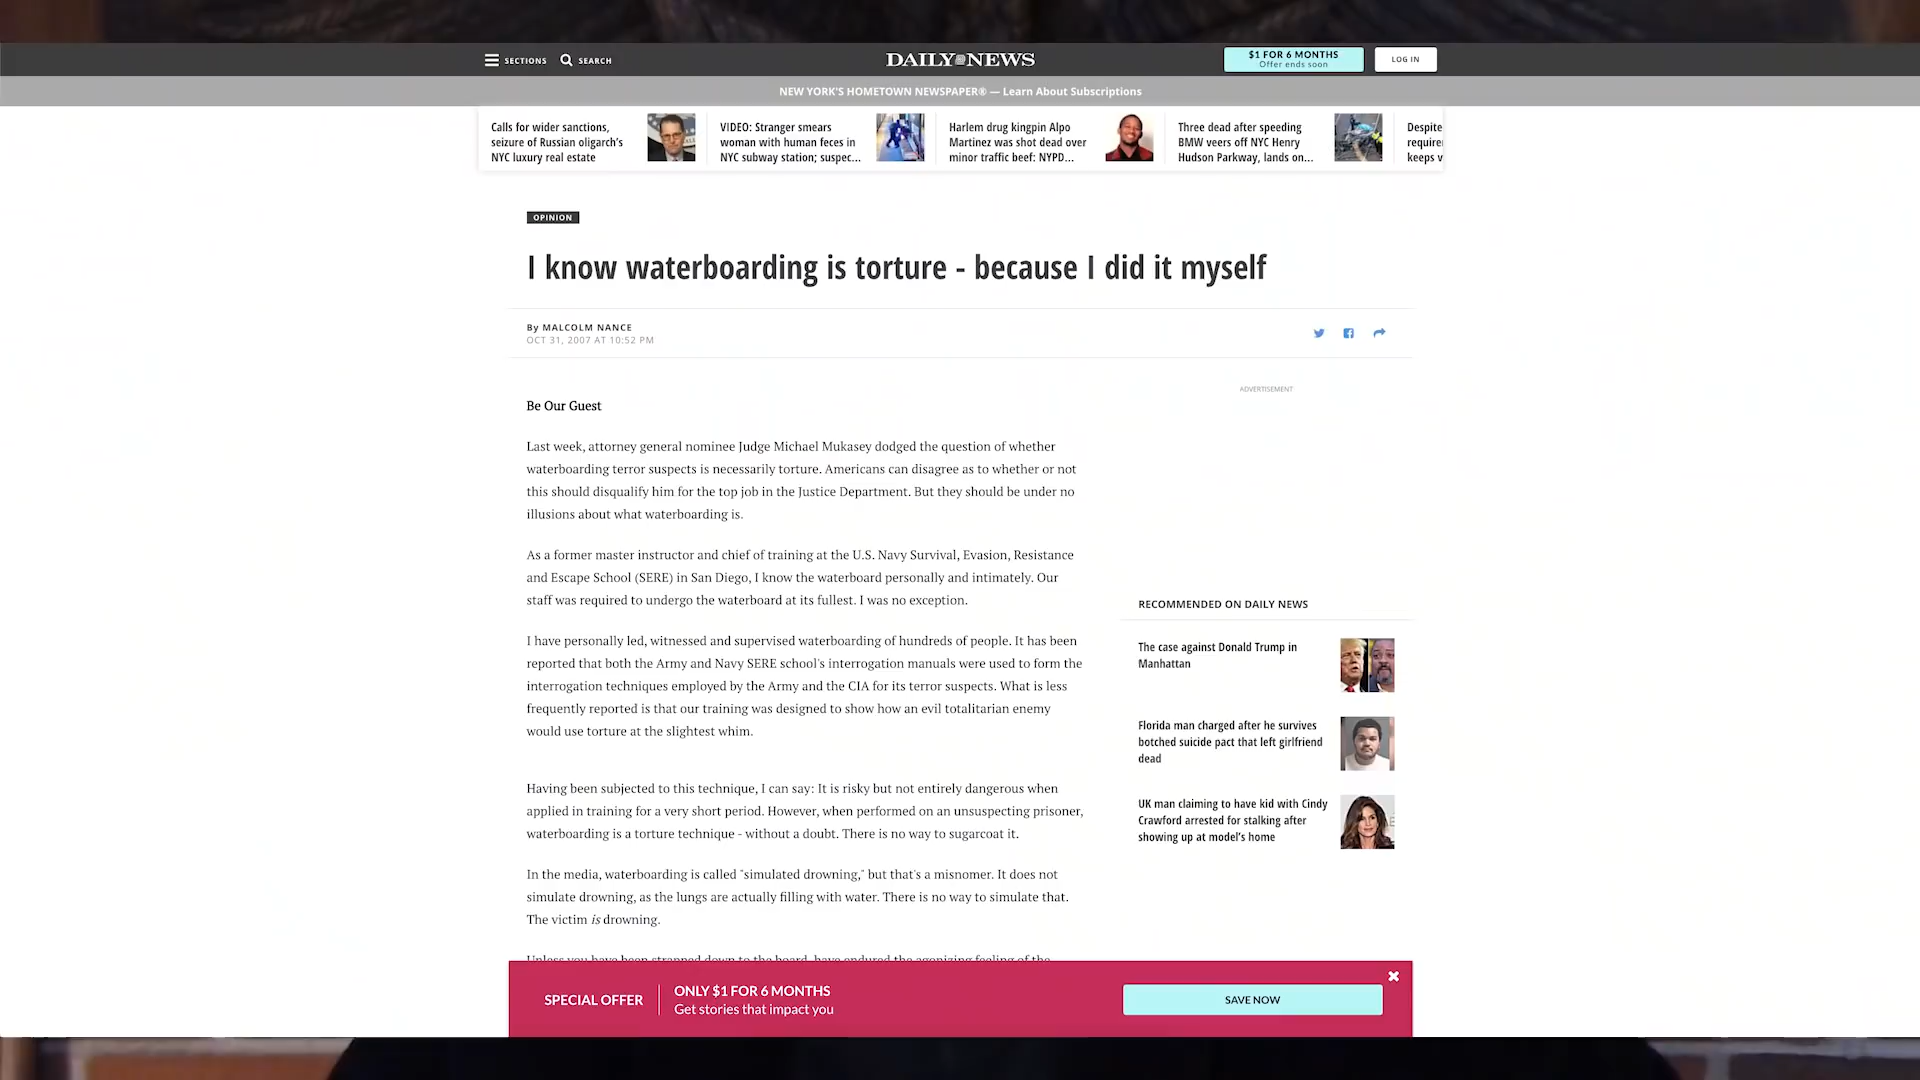 SECTIONS SEARCH DAILY NEWS $1 FOR 6 MONTHS
Offer ends soon
LOG IN
NEW YORK'S HOMETOWN NEWSPAPER® — Learn About Subscriptions
Calls for wider sanctions,
seizure of Russian oligarch's
NYC luxury real estate
VIDEO: Stranger smears
woman with human feces in
NYC subway station; suspec...
Harlem drug kingpin Alpo
Martinez was shot dead over
minor traffic beef: NYPD...
Three dead after speeding
BMW veers off NYC Henry
Hudson Parkway, lands on...
Despite
keeps v
OPINION
I know waterboarding is torture - because I did it myself
By MALCOLM NANCE
OCT 31, 2007 AT 10:52 PM
Be Our Guest
Last week, attorney general nominee Judge Michael Mukasey dodged the question of whether
waterboarding terror suspects is necessarily torture. Americans can disagree as to whether or not
this should disqualify him for the top job in the Justice Department. But they should be under no
illusions about what waterboarding is.
As a former master instructor and chief of training at the U.S. Navy Survival, Evasion, Resistance
and Escape School (SERE) in San Diego, I know the waterboard personally and intimately. Our
staff was required to undergo the waterboard at its fullest. I was no exception.
I have personally led, witnessed and supervised waterboarding of hundreds of people. It has been
reported that both the Army and Navy SERE school's interrogation manuals were used to form the
interrogation techniques employed by the Army and the CIA for its terror suspects. What is less
frequently reported is that our training was designed to show how an evil totalitarian enemy
would use torture at the slightest whim.
Having been subjected to this technique, I can say: It is risky but not entirely dangerous when
applied in training for a very short period. However, when performed on an unsuspecting prisoner,
waterboarding is a torture technique - without a doubt. There is no way to sugarcoat it.
In the media, waterboarding is called "simulated drowning," but that's a misnomer. It does not
simulate drowning, as the lungs are actually filling with water. There is no way to simulate that.
The victim is drowning.
Unless you have been strapped down to the board, have endured the agonizing feeling of the
ADVERTISEMENT
RECOMMENDED ON DAILY NEWS
The case against Donald Trump in
Manhattan
Florida man charged after he survives
botched suicide pact that left girlfriend
dead
UK man claiming to have kid with Cindy
Crawford arrested for stalking after
showing up at model's home
SPECIAL OFFER
ONLY $1 FOR 6 MONTHS
Get stories that impact you
SAVE NOW